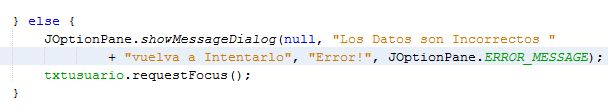 } else {
JOptionPane.showMessageDialog(null, "Los Datos son Incorrectos "
+ "vuelva a Intentarlo", "Error!", JOptionPane.ERROR_MESSAGE);
txtusuario.requestFocus();
}